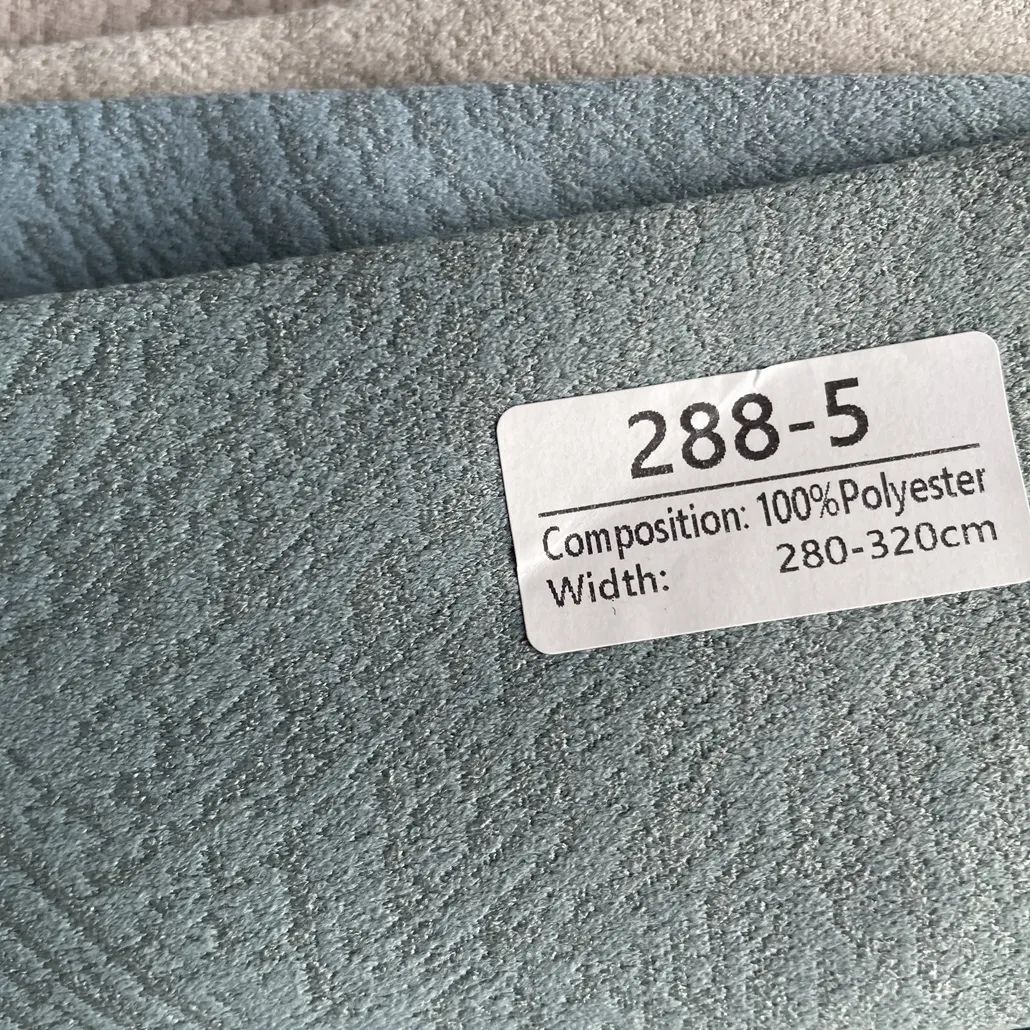 288-5
Composition: 100%Polyester
Width: 280-320cm